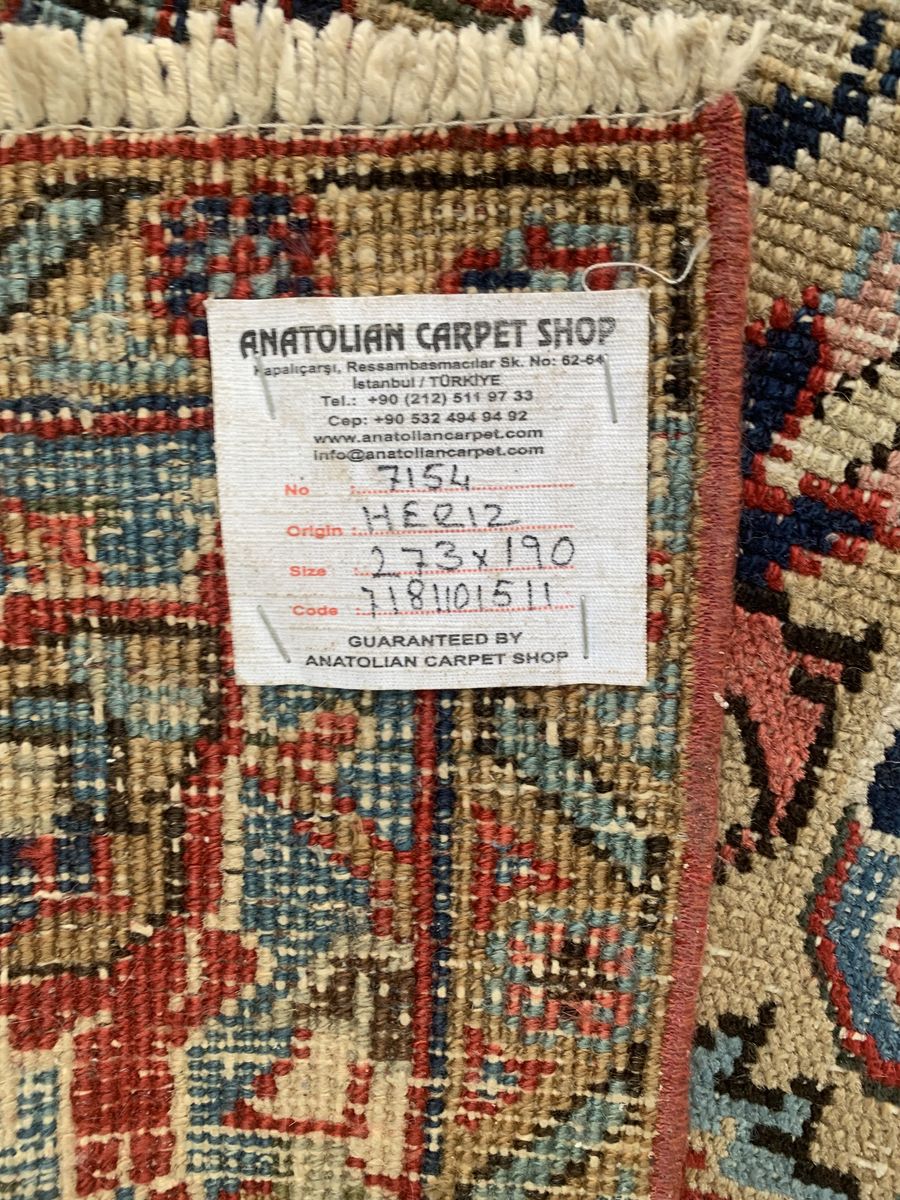 ANATOLIAN CARPET SHOP
Kapalıçarşı, Ressambasmacılar Sk. No: 62-64
İstanbul / TÜRKİYE
Tel.: +90 (212) 511 97 33
Cep: +90 532 494 94 92
www.anatoliancarpet.com
info@anatoliancarpet.com
No : 7154
Origin : HERIZ
Size : 273x190
Code : 7181101511
GUARANTEED BY
ANATOLIAN CARPET SHOP